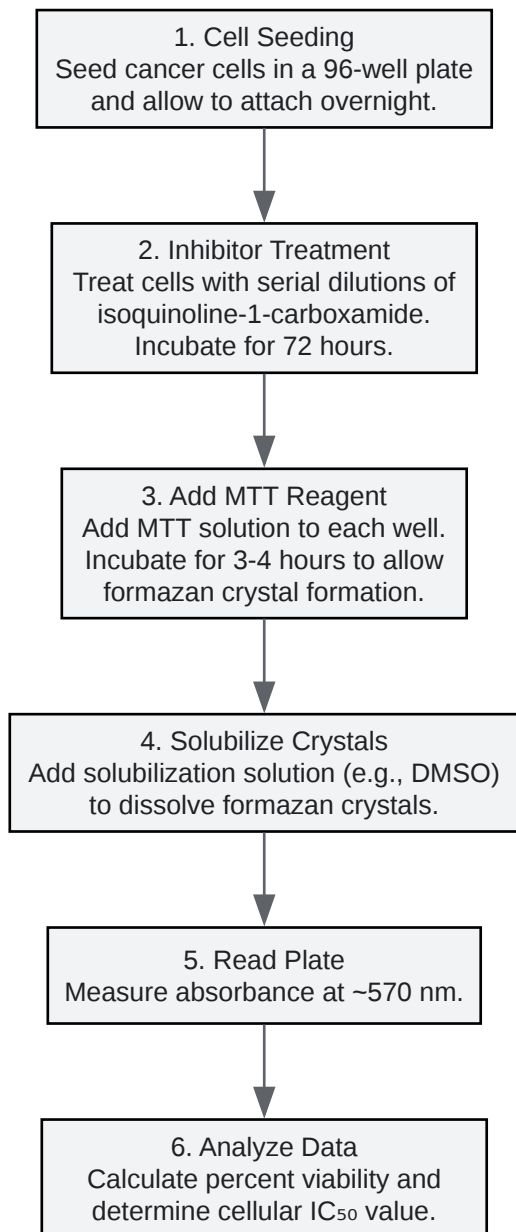 1. Cell Seeding
Seed cancer cells in a 96-well plate
and allow to attach overnight.
2. Inhibitor Treatment
Treat cells with serial dilutions of
isoquinoline-1-carboxamide.
Incubate for 72 hours.
3. Add MTT Reagent
Add MTT solution to each well.
Incubate for 3-4 hours to allow
formazan crystal formation.
4. Solubilize Crystals
Add solubilization solution (e.g., DMSO)
to dissolve formazan crystals.
5. Read Plate
Measure absorbance at ~570 nm.
6. Analyze Data
Calculate percent viability and
determine cellular IC₅₀ value.